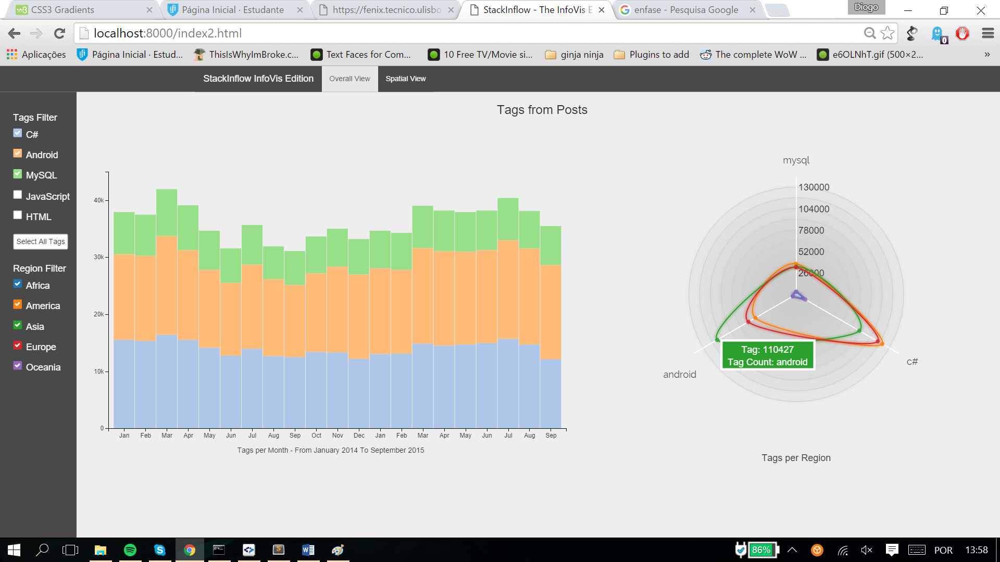 CSS3 Gradients
Página Inicial · Estudante
https://fenix.tecnico.ulisbo
StackInflow - The InfoVis E
enfase - Pesquisa Google
Diogo
localhost:8000/index2.html
0
Aplicações
Página Inicial · Estud...
ThisIsWhyImBroke.c...
Text Faces for Com...
10 Free TV/Movie si...
ginja ninja
Plugins to add
The complete WoW ...
e6OLNhT.gif (500×2...
»
StackInflow InfoVis Edition
Overall View
Spatial View
Tags Filter
C#
Android
MySQL
JavaScript
HTML
Select All Tags
Region Filter
Africa
America
Asia
Europe
Oceania
Tags from Posts
40k
30k
20k
10k
0
Jan Feb Mar Apr May Jun Jul Aug Sep Oct Nov Dec Jan Feb Mar Apr May Jun Jul Aug Sep
Tags per Month - From January 2014 To September 2015
mysql
130000
104000
78000
52000
26000
Tag: 110427
Tag Count: android
c#
android
Tags per Region
86%
POR
13:58